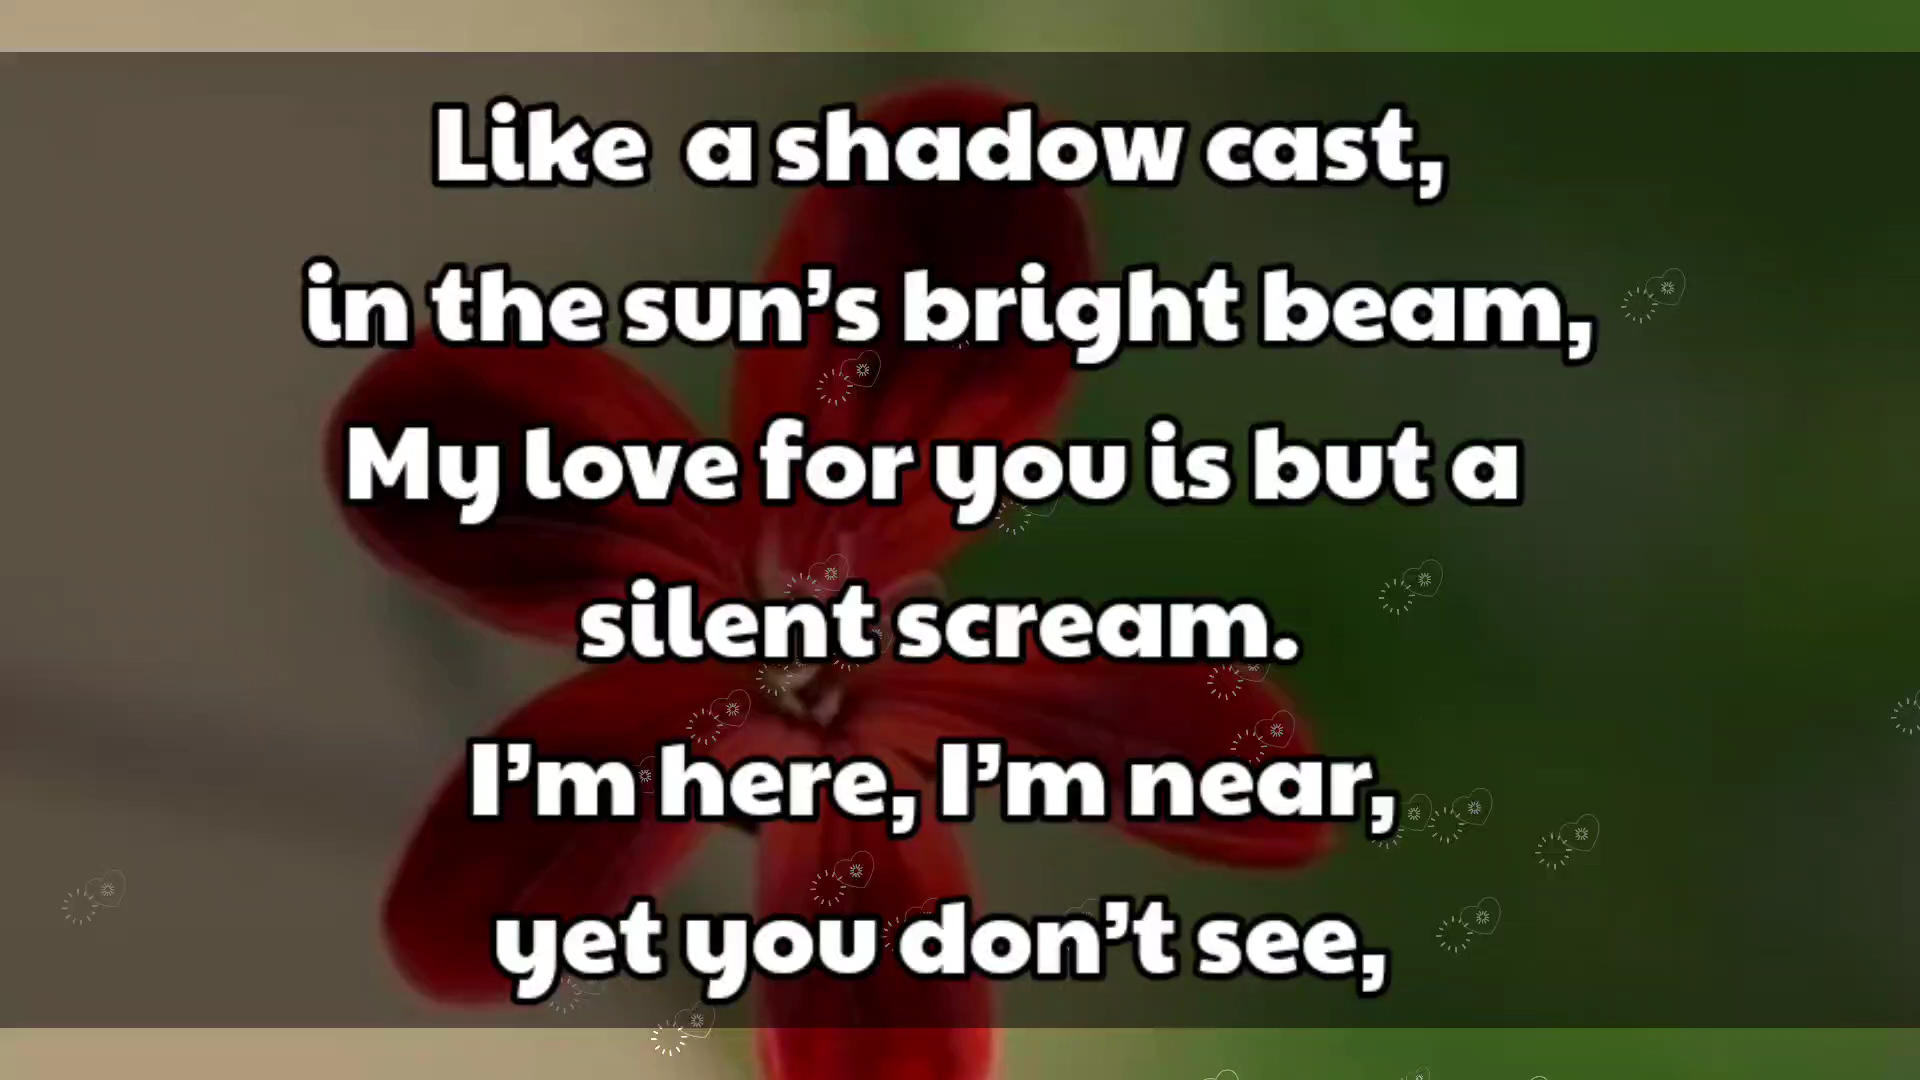 Like a shadow cast,
in the sun’s bright beam,
My love for you is but a
silent scream.
I’m here, I’m near,
yet you don’t see,